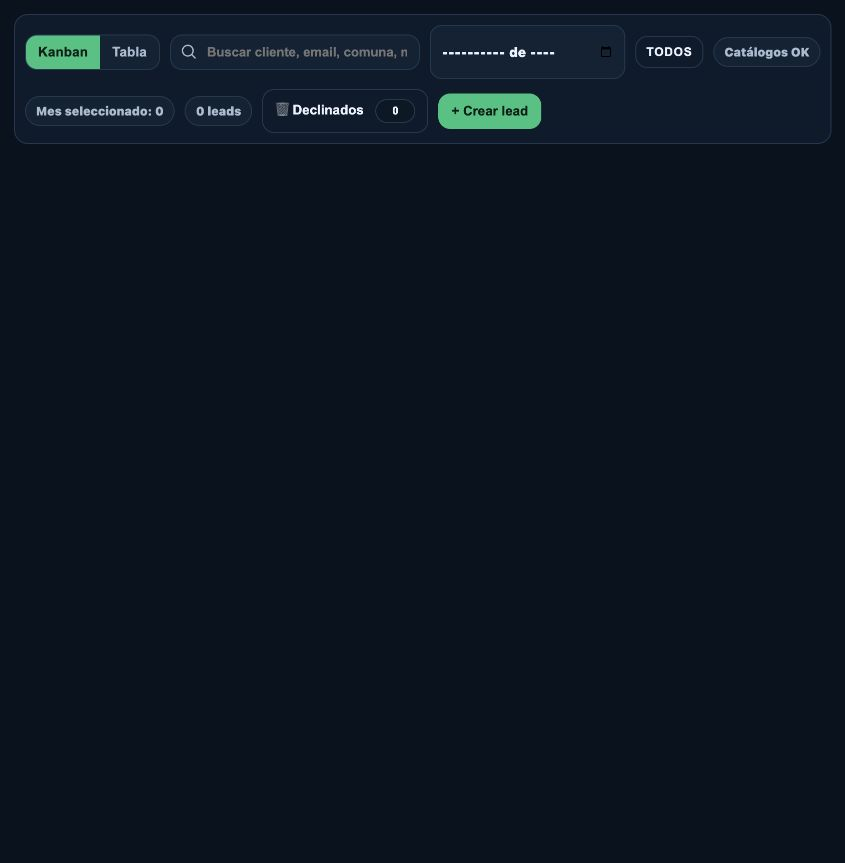 Kanban Tabla Buscar cliente, email, comuna, n ---------- de ---- TODOS Catálogos OK
Mes seleccionado: 0 0 leads Declinados 0 + Crear lead